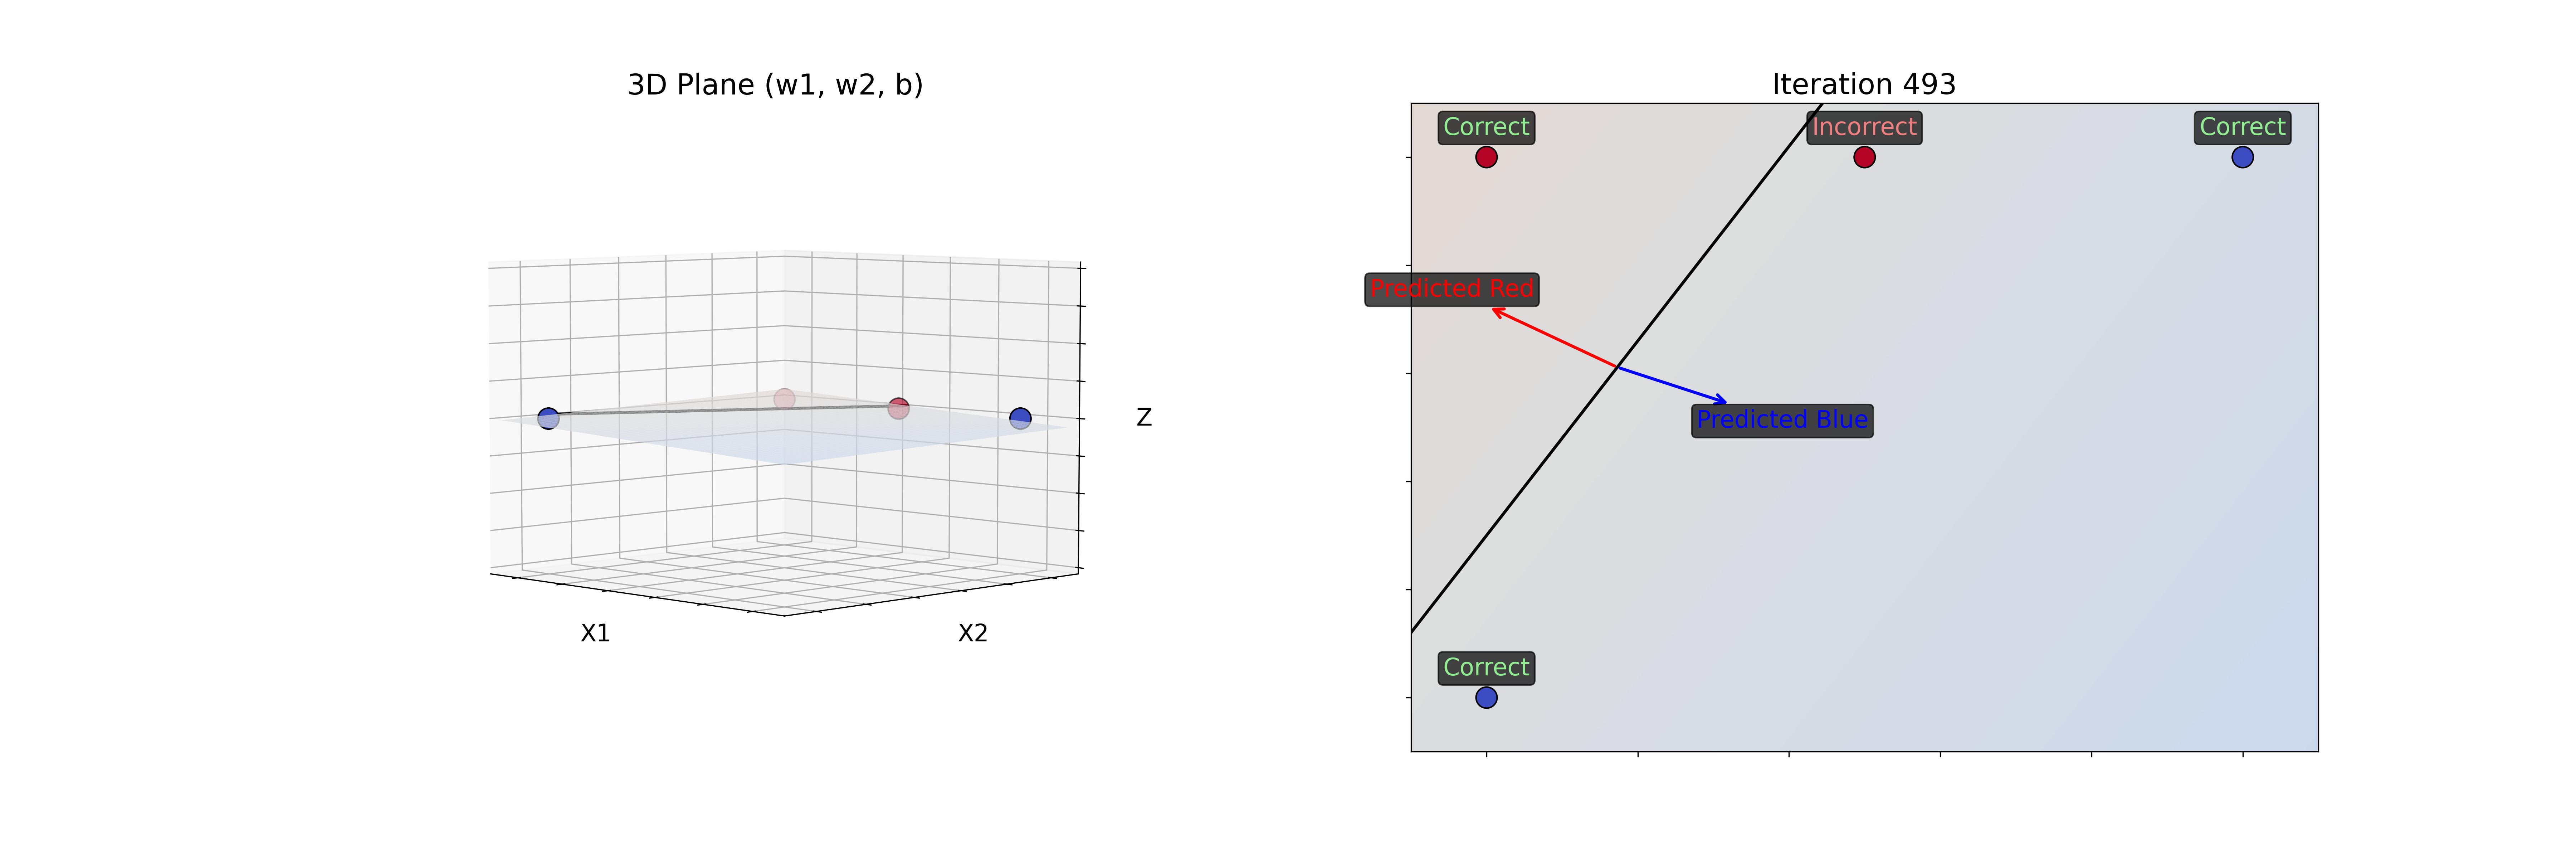 3D Plane (w1, w2, b)
Z
X1
X2
Iteration 493
Correct
Incorrect
Correct
Predicted Red
Predicted Blue
Correct